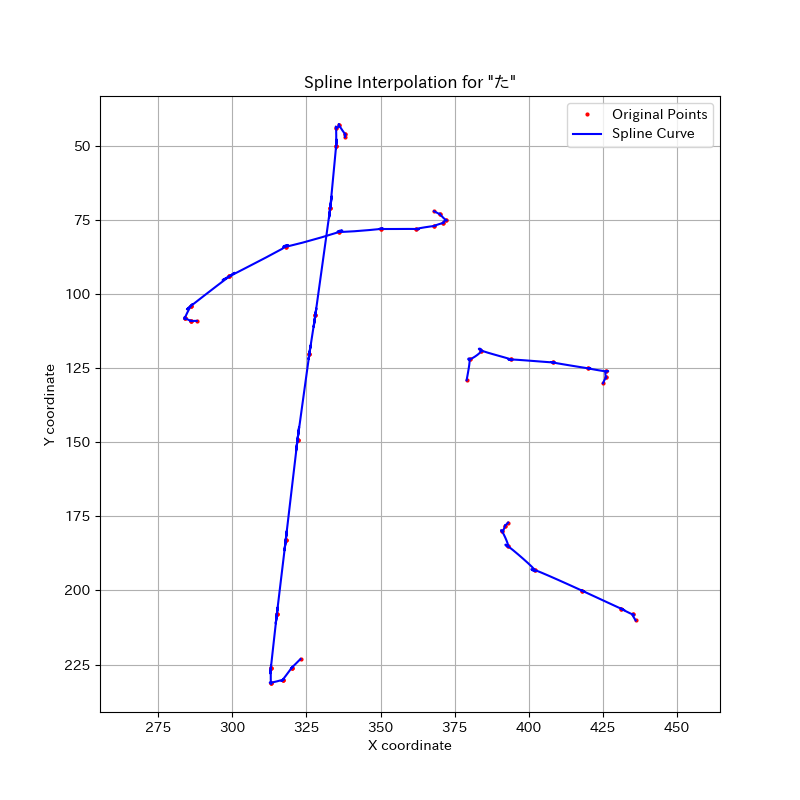 Spline Interpolation for "た"
Original Points
Spline Curve
50
75
100
125
150
175
200
225
Y coordinate
275 300 325 350 375 400 425 450
X coordinate
た